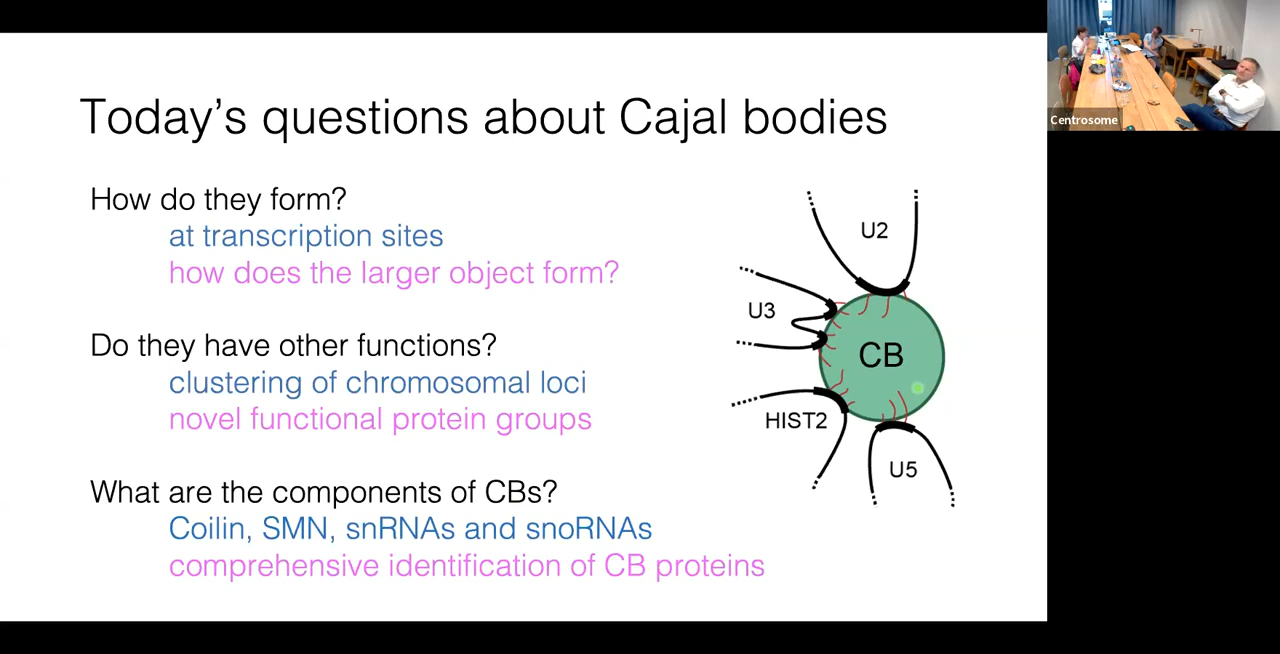 Today's questions about Cajal bodies
How do they form?
at transcription sites
how does the larger object form?
Do they have other functions?
clustering of chromosomal loci
novel functional protein groups
What are the components of CBs?
Coilin, SMN, snRNAs and snoRNAs
comprehensive identification of CB proteins
U2
U3
CB
HIST2
U5
Centrosome